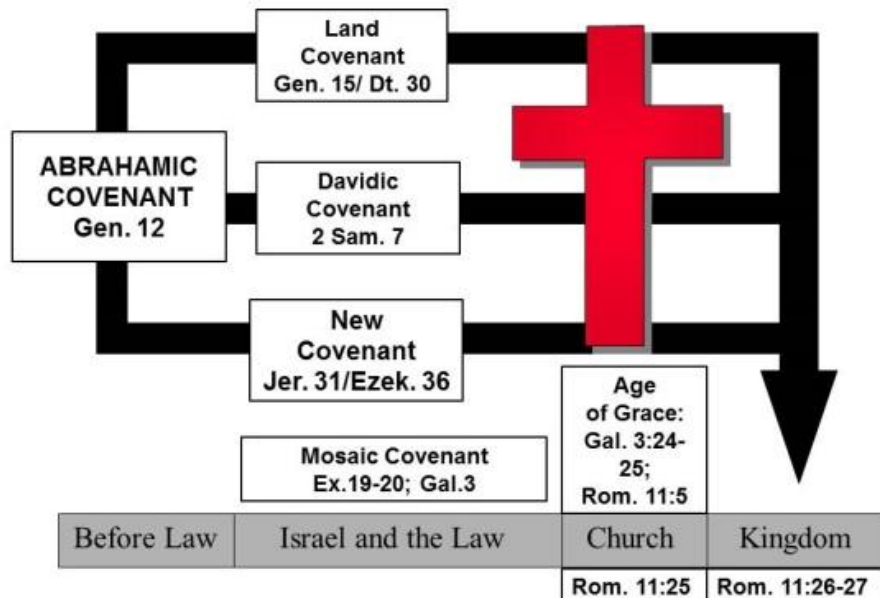 Land
Covenant
Gen. 15/ Dt. 30
ABRAHAMIC
COVENANT
Gen. 12
Davidic
Covenant
2 Sam. 7
New
Covenant
Jer. 31/Ezek. 36
Age
of Grace:
Gal. 3:24-
25;
Rom. 11:5
Mosaic Covenant
Ex.19-20; Gal.3
Before Law
Israel and the Law
Church
Kingdom
Rom. 11:25
Rom. 11:26-27